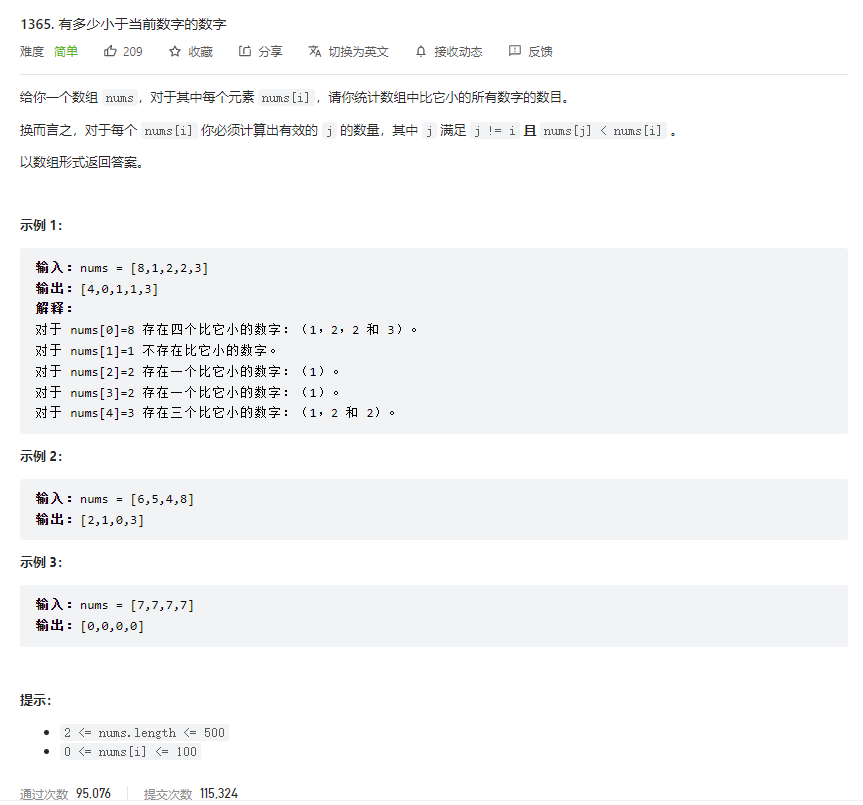 1365. 有多少小于当前数字的数字
难度 简单 209 收藏 分享 切换为英文 接收动态 反馈
给你一个数组 nums，对于其中每个元素 nums[i]，请你统计数组中比它小的所有数字的数目。
换而言之，对于每个 nums[i] 你必须计算出有效的 j 的数量，其中 j 满足 j != i 且 nums[j] < nums[i] 。
以数组形式返回答案。
示例 1：
输入：nums = [8,1,2,2,3]
输出：[4,0,1,1,3]
解释：
对于 nums[0]=8 存在四个比它小的数字：（1，2，2 和 3）。
对于 nums[1]=1 不存在比它小的数字。
对于 nums[2]=2 存在一个比它小的数字：（1）。
对于 nums[3]=2 存在一个比它小的数字：（1）。
对于 nums[4]=3 存在三个比它小的数字：（1，2 和 2）。
示例 2：
输入：nums = [6,5,4,8]
输出：[2,1,0,3]
示例 3：
输入：nums = [7,7,7,7]
输出：[0,0,0,0]
提示：
• 2 <= nums.length <= 500
• 0 <= nums[i] <= 100
通过次数 95,076 提交次数 115,324